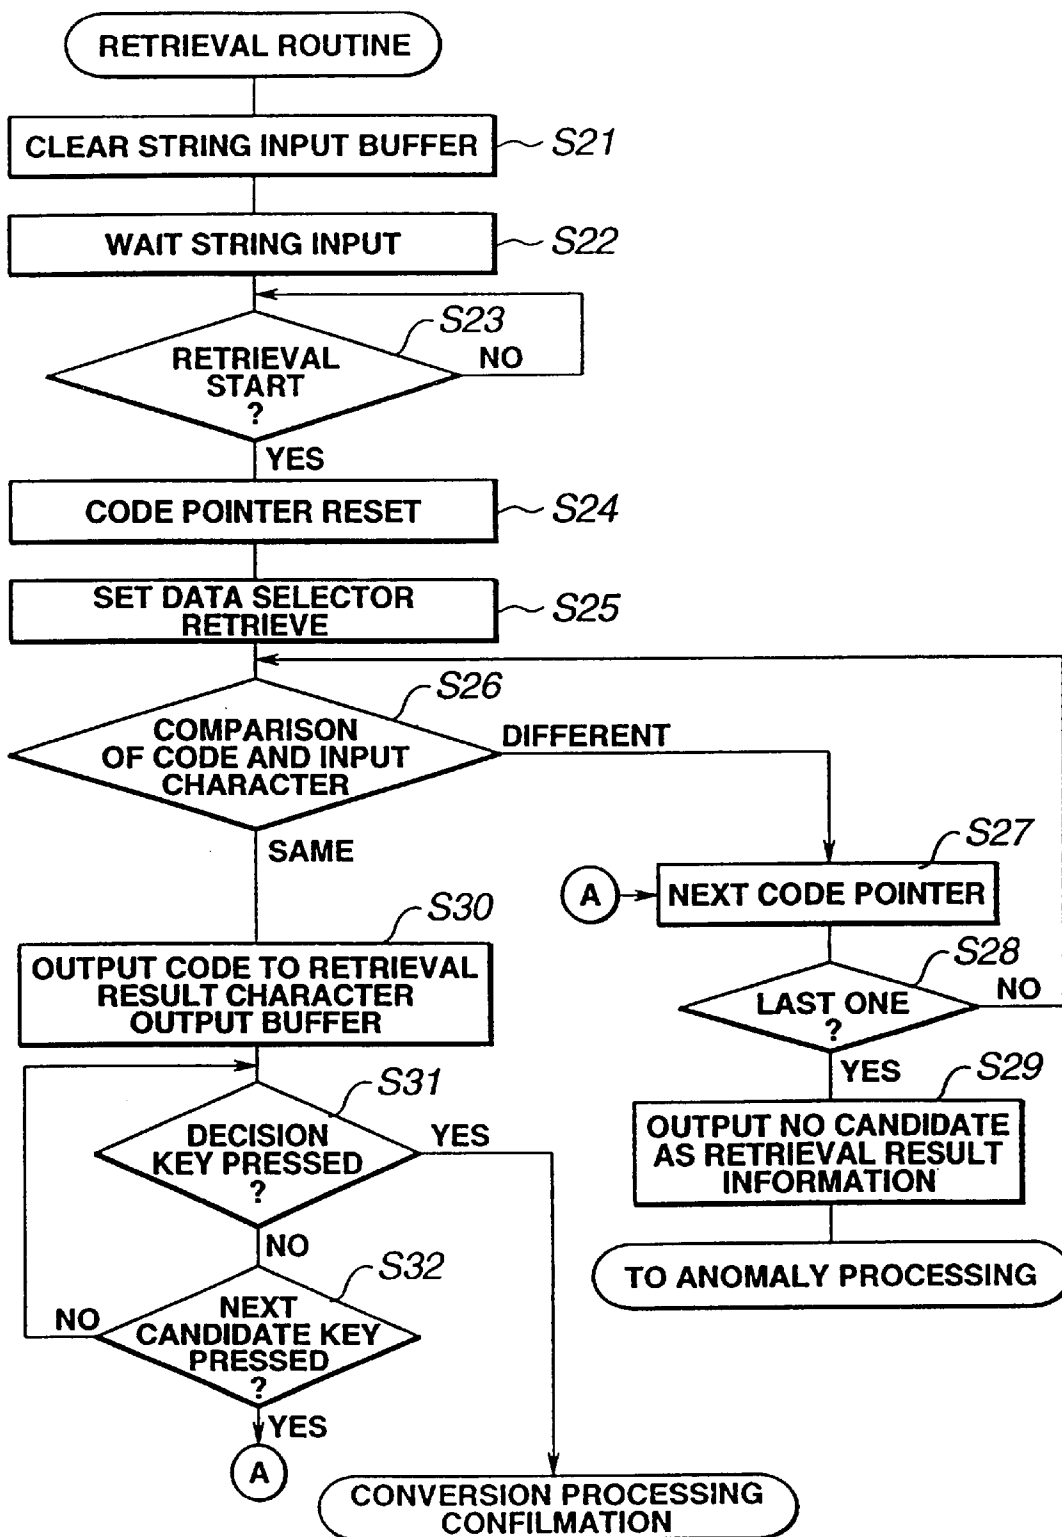 RETRIEVAL ROUTINE
CLEAR STRING INPUT BUFFER
S21
WAIT STRING INPUT
S22
S23
RETRIEVAL
START
?
NO
YES
CODE POINTER RESET
S24
SET DATA SELECTOR
RETRIEVE
S25
S26
COMPARISON
OF CODE AND INPUT
CHARACTER
DIFFERENT
SAME
S27
A
NEXT CODE POINTER
S28
LAST ONE
?
NO
YES
S29
OUTPUT NO CANDIDATE
AS RETRIEVAL RESULT
INFORMATION
TO ANOMALY PROCESSING
S30
OUTPUT CODE TO RETRIEVAL
RESULT CHARACTER
OUTPUT BUFFER
S31
DECISION
KEY PRESSED
?
YES
NO
S32
NEXT
CANDIDATE KEY
PRESSED
?
NO
YES
A
CONVERSION PROCESSING
CONFILMATION